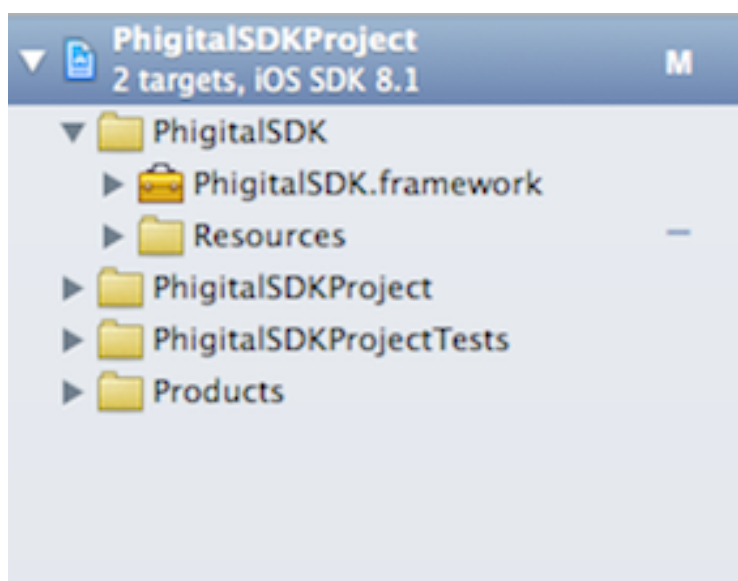 PhigitalSDKProject
M
2 targets, iOS SDK 8.1
PhigitalSDK
PhigitalSDK.framework
Resources
PhigitalSDKProject
PhigitalSDKProjectTests
Products